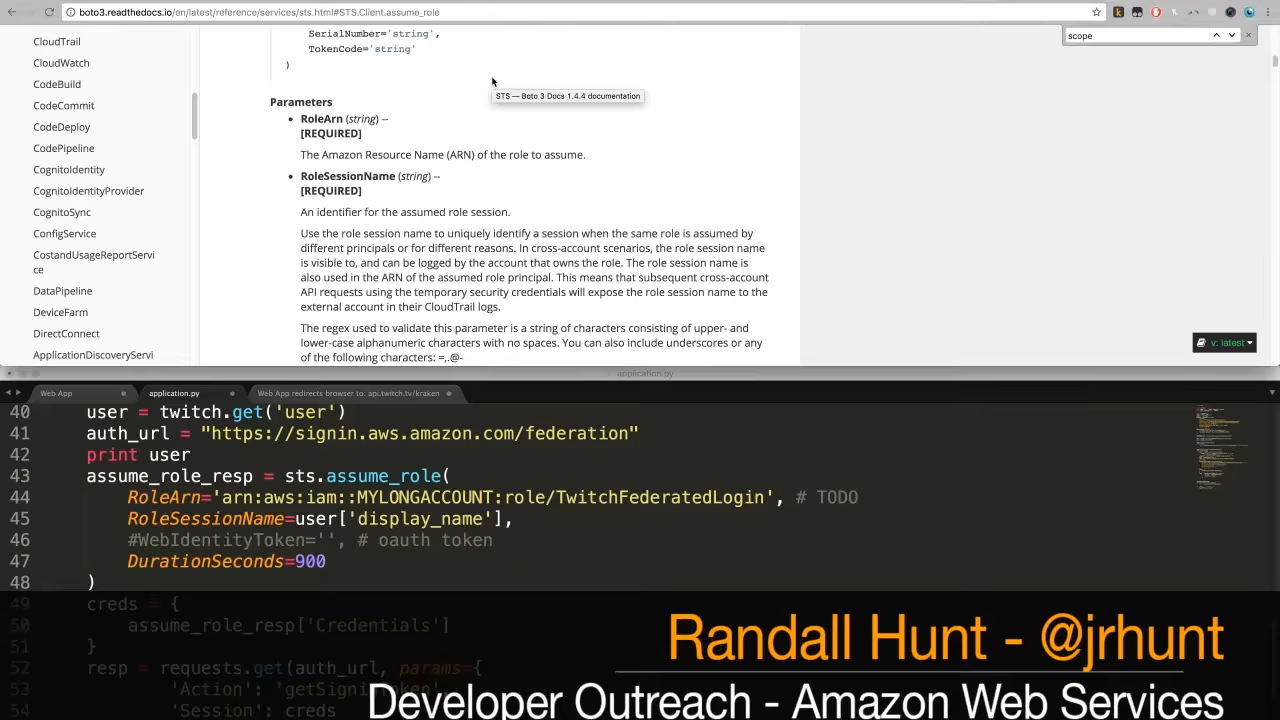 boto3.readthedocs.io/en/latest/reference/services/sts.html#STS.Client.assume_role
scope
CloudTrail
CloudWatch
CodeBuild
CodeCommit
CodeDeploy
CodePipeline
CognitoIdentity
CognitoIdentityProvider
CognitoSync
ConfigService
CostandUsageReportServi
ce
DataPipeline
DeviceFarm
DirectConnect
ApplicationDiscoveryServi
SerialNumber='string',
TokenCode='string'
)
STS — Boto 3 Docs 1.4.4 documentation
Parameters
• RoleArn (string) --
[REQUIRED]
The Amazon Resource Name (ARN) of the role to assume.
• RoleSessionName (string) --
[REQUIRED]
An identifier for the assumed role session.
Use the role session name to uniquely identify a session when the same role is assumed by
different principals or for different reasons. In cross-account scenarios, the role session name
is visible to, and can be logged by the account that owns the role. The role session name is
also used in the ARN of the assumed role principal. This means that subsequent cross-account
API requests using the temporary security credentials will expose the role session name to the
external account in their CloudTrail logs.
The regex used to validate this parameter is a string of characters consisting of upper- and
lower-case alphanumeric characters with no spaces. You can also include underscores or any
of the following characters: =,.@-
v: latest
application.py
Web App
application.py
Web App redirects browser to: api.twitch.tv/kraken
40 user = twitch.get('user')
41 auth_url = "https://signin.aws.amazon.com/federation"
42 print user
43 assume_role_resp = sts.assume_role(
44 RoleArn='arn:aws:iam::MYLONGACCOUNT:role/TwitchFederatedLogin', # TODO
45 RoleSessionName=user['display_name'],
46 #WebIdentityToken='', # oauth token
47 DurationSeconds=900
48 )
49 creds = {
50 assume_role_resp['Credentials']
51 }
52 resp = requests.get(auth_url, params={
53 'Action': 'getSigni
54 'Session': creds
Randall Hunt - @jrhunt
Developer Outreach - Amazon Web Services